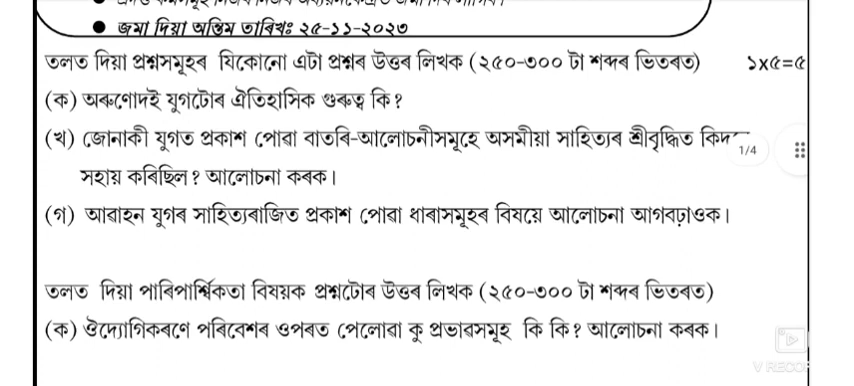 ● জমা দিয়া অন্তিম তাৰিখঃ ২৫-১১-২০২৩
তলত দিয়া প্ৰশ্নসমূহৰ যিকোনো এটা প্ৰশ্নৰ উত্তৰ লিখক (২৫০-৩০০ টা শব্দৰ ভিতৰত) ১x৫=৫
(ক) অৰুণোদই যুগটোৰ ঐতিহাসিক গুৰুত্ব কি?
(খ) জোনাকী যুগত প্ৰকাশ পোৱা বাতৰি-আলোচনীসমূহে অসমীয়া সাহিত্যৰ শ্ৰীবৃদ্ধিত
1/4
সহায় কৰিছিল? আলোচনা কৰক।
(গ) আৱাহন যুগৰ সাহিত্যৰাজিত প্ৰকাশ পোৱা ধাৰাসমূহৰ বিষয়ে আলোচনা আগবঢ়াওক।
তলত দিয়া পাৰিপাৰ্শ্বিকতা বিষয়ক প্ৰশ্নটোৰ উত্তৰ লিখক (২৫০-৩০০ টা শব্দৰ ভিতৰত)
(ক) ঔদ্যোগিকৰণে পৰিবেশৰ ওপৰত পেলোৱা কু প্ৰভাৱসমূহ কি কি? আলোচনা কৰক।
V RECO